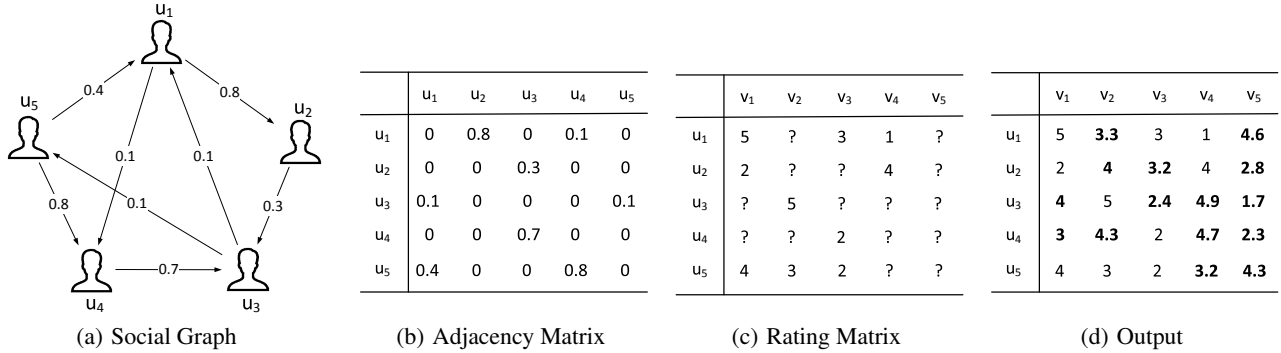 u1
u5
0.4
0.8
u2
0.1
0.1
0.8
0.1
0.3
0.7
u4
u3
(a) Social Graph
u1 u2 u3 u4 u5
u1 0 0.8 0 0.1 0
u2 0 0 0.3 0 0
u3 0.1 0 0 0 0.1
u4 0 0 0.7 0 0
u5 0.4 0 0 0.8 0
(b) Adjacency Matrix
v1 v2 v3 v4 v5
u1 5 ? 3 1 ?
u2 2 ? ? 4 ?
u3 ? 5 ? ? ?
u4 ? ? 2 ? ?
u5 4 3 2 ? ?
(c) Rating Matrix
v1 v2 v3 v4 v5
u1 5 3.3 3 1 4.6
u2 2 4 3.2 4 2.8
u3 4 5 2.4 4.9 1.7
u4 3 4.3 2 4.7 2.3
u5 4 3 2 3.2 4.3
(d) Output